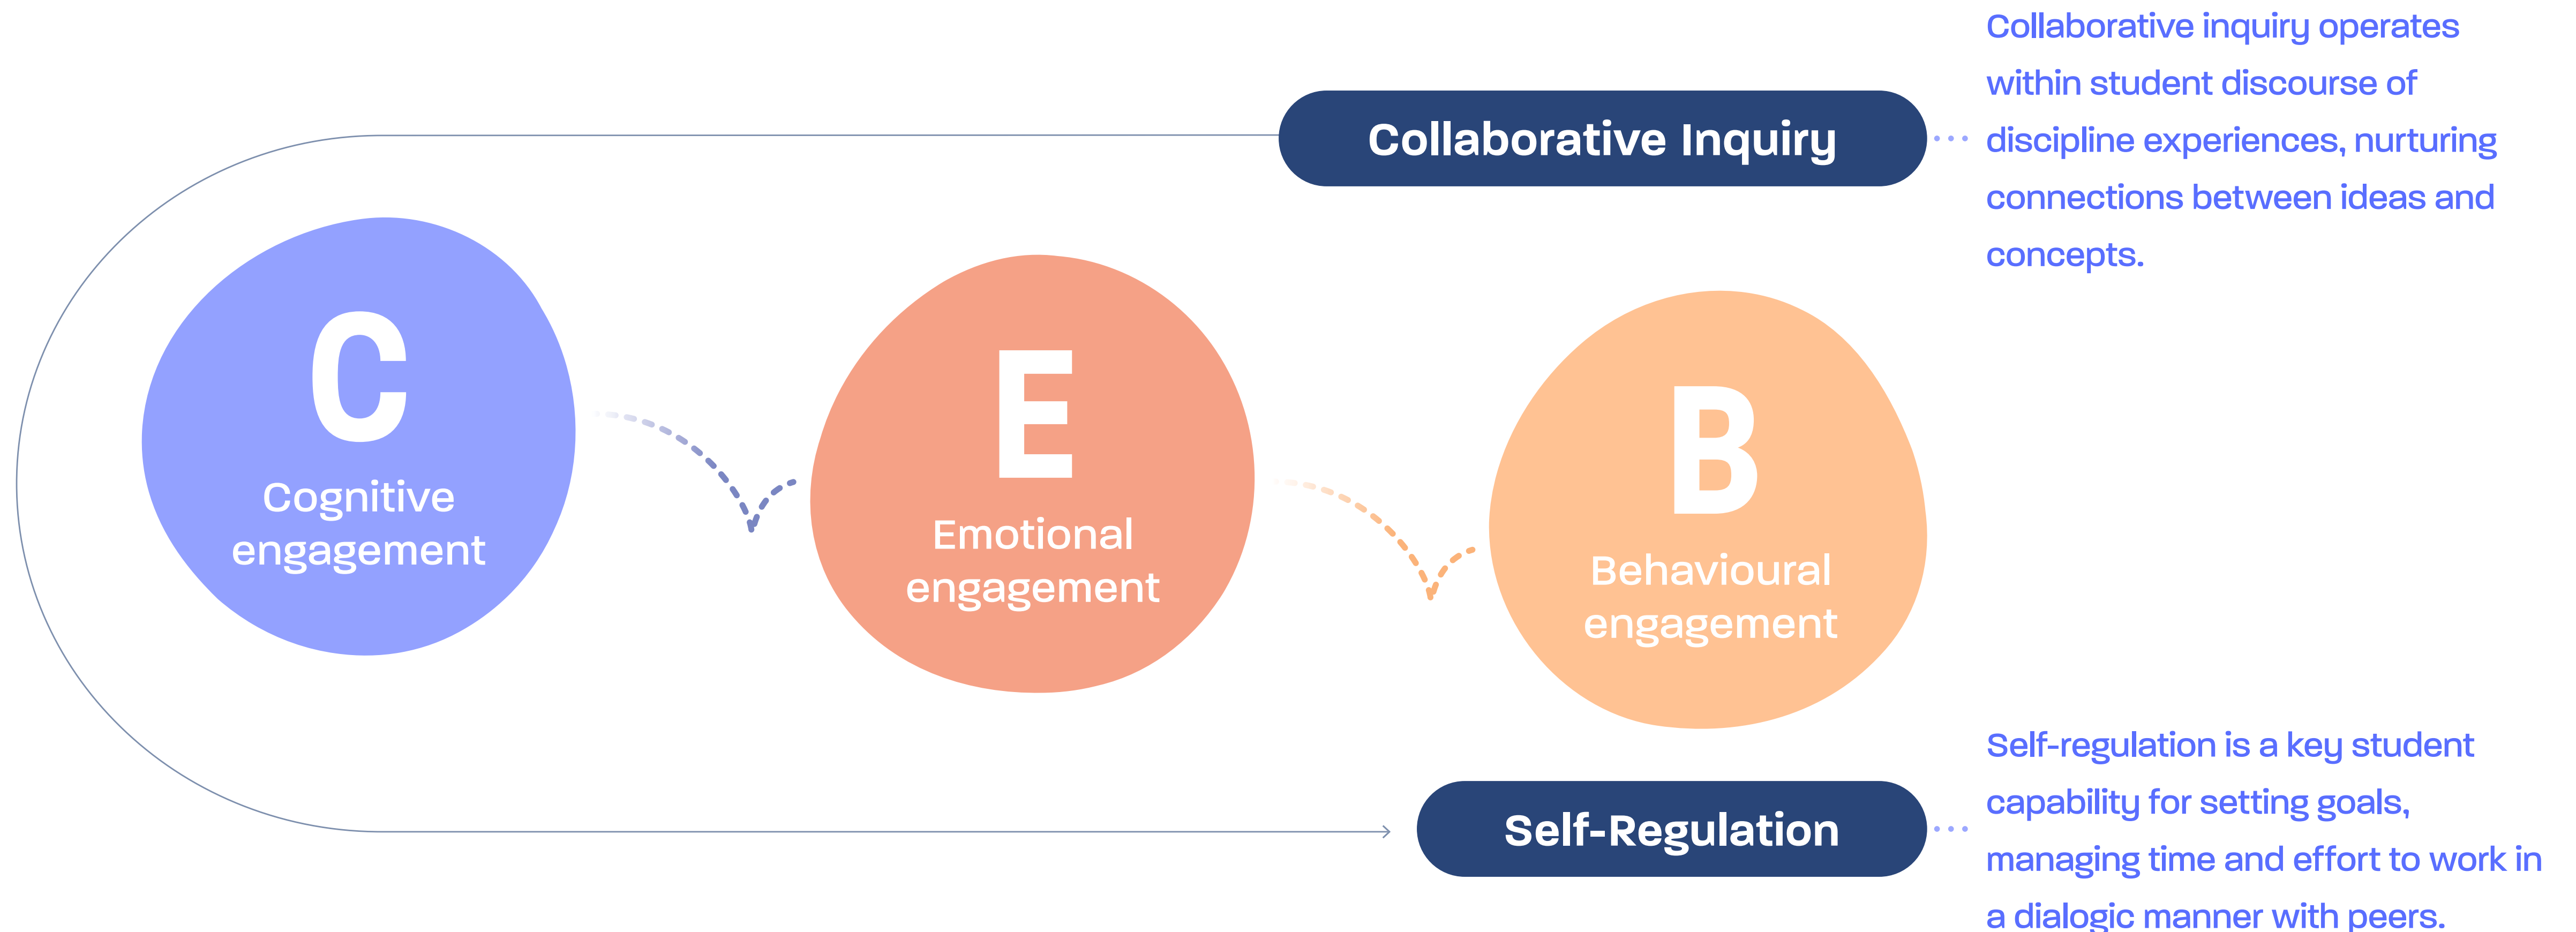 Collaborative Inquiry
Collaborative inquiry operates
within student discourse of
discipline experiences, nurturing
connections between ideas and
concepts.
C
Cognitive
engagement
E
Emotional
engagement
B
Behavioural
engagement
Self-Regulation
Self-regulation is a key student
capability for setting goals,
managing time and effort to work in
a dialogic manner with peers.